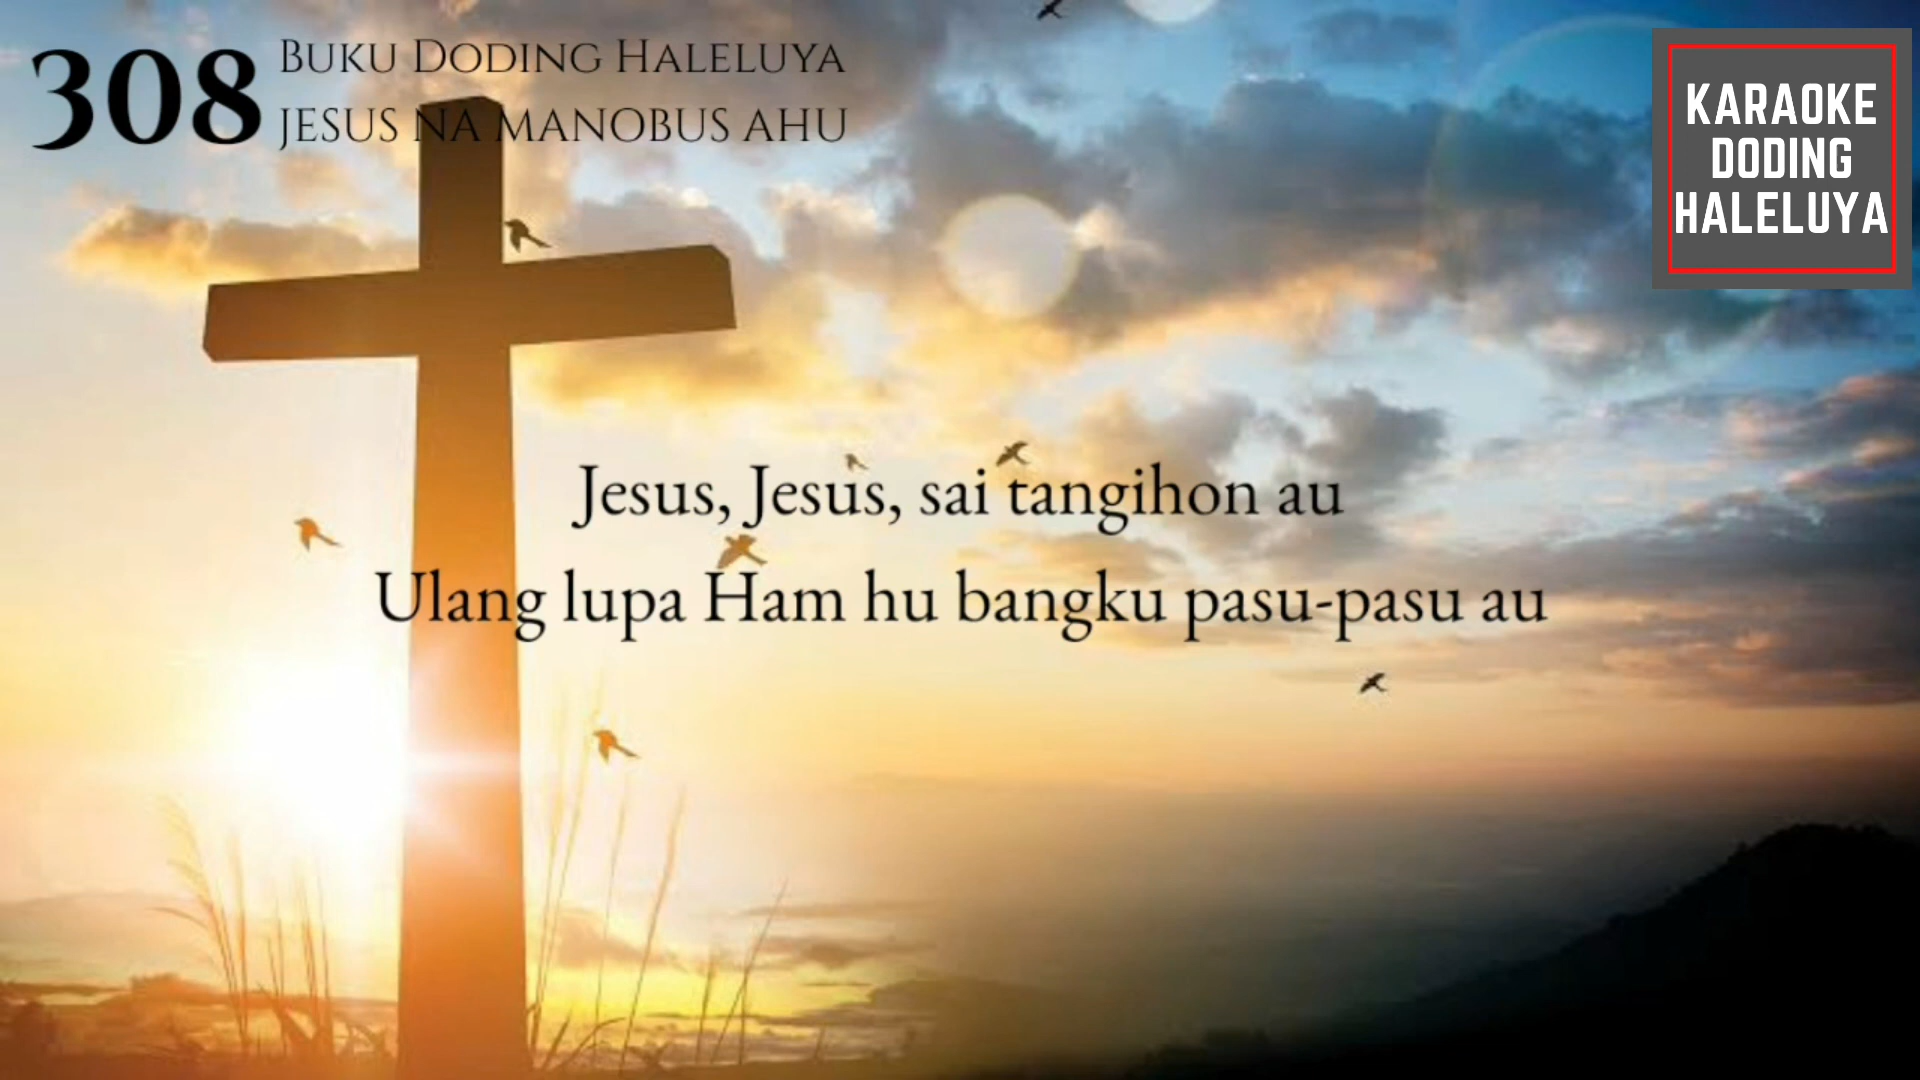 308
BUKU DODING HALELUYA
JESUS NA MANOBUS AHU
KARAOKE
DODING
HALELUYA
Jesus, Jesus, sai tangihon au
Ulang lupa Ham hu bangku pasu-pasu au